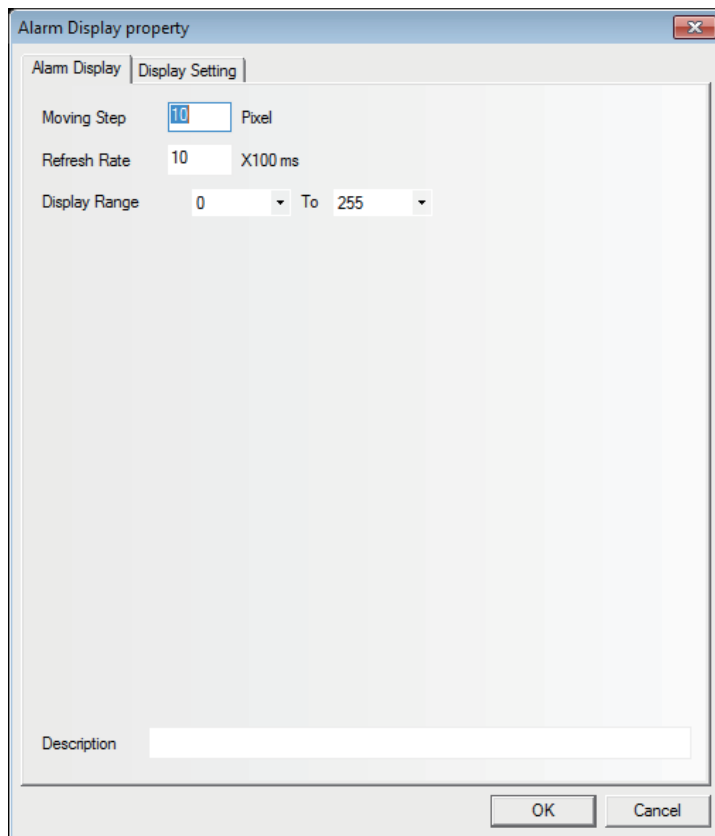 Alarm Display property
Alarm Display Display Setting
Moving Step 10 Pixel
Refresh Rate 10 X100 ms
Display Range 0 To 255
Description
OK Cancel